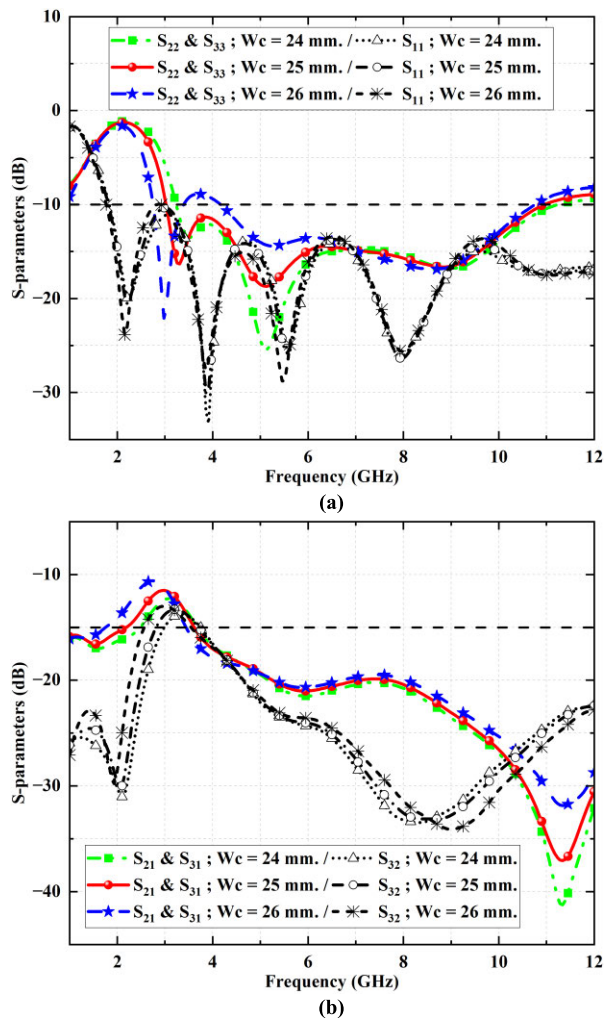 (a)
S22 & S33 ; Wc = 24 mm. / S11 ; Wc = 24 mm.
S22 & S33 ; Wc = 25 mm. / S11 ; Wc = 25 mm.
S22 & S33 ; Wc = 26 mm. / S11 ; Wc = 26 mm.
10
0
−10
−20
−30
−40
S-parameters (dB)
2 4 6 8 10 12
Frequency (GHz)
(a)
−10
−20
−30
−40
S-parameters (dB)
S21 & S31 ; Wc = 24 mm. / S32 ; Wc = 24 mm.
S21 & S31 ; Wc = 25 mm. / S32 ; Wc = 25 mm.
S21 & S31 ; Wc = 26 mm. / S32 ; Wc = 26 mm.
2 4 6 8 10 12
Frequency (GHz)
(b)